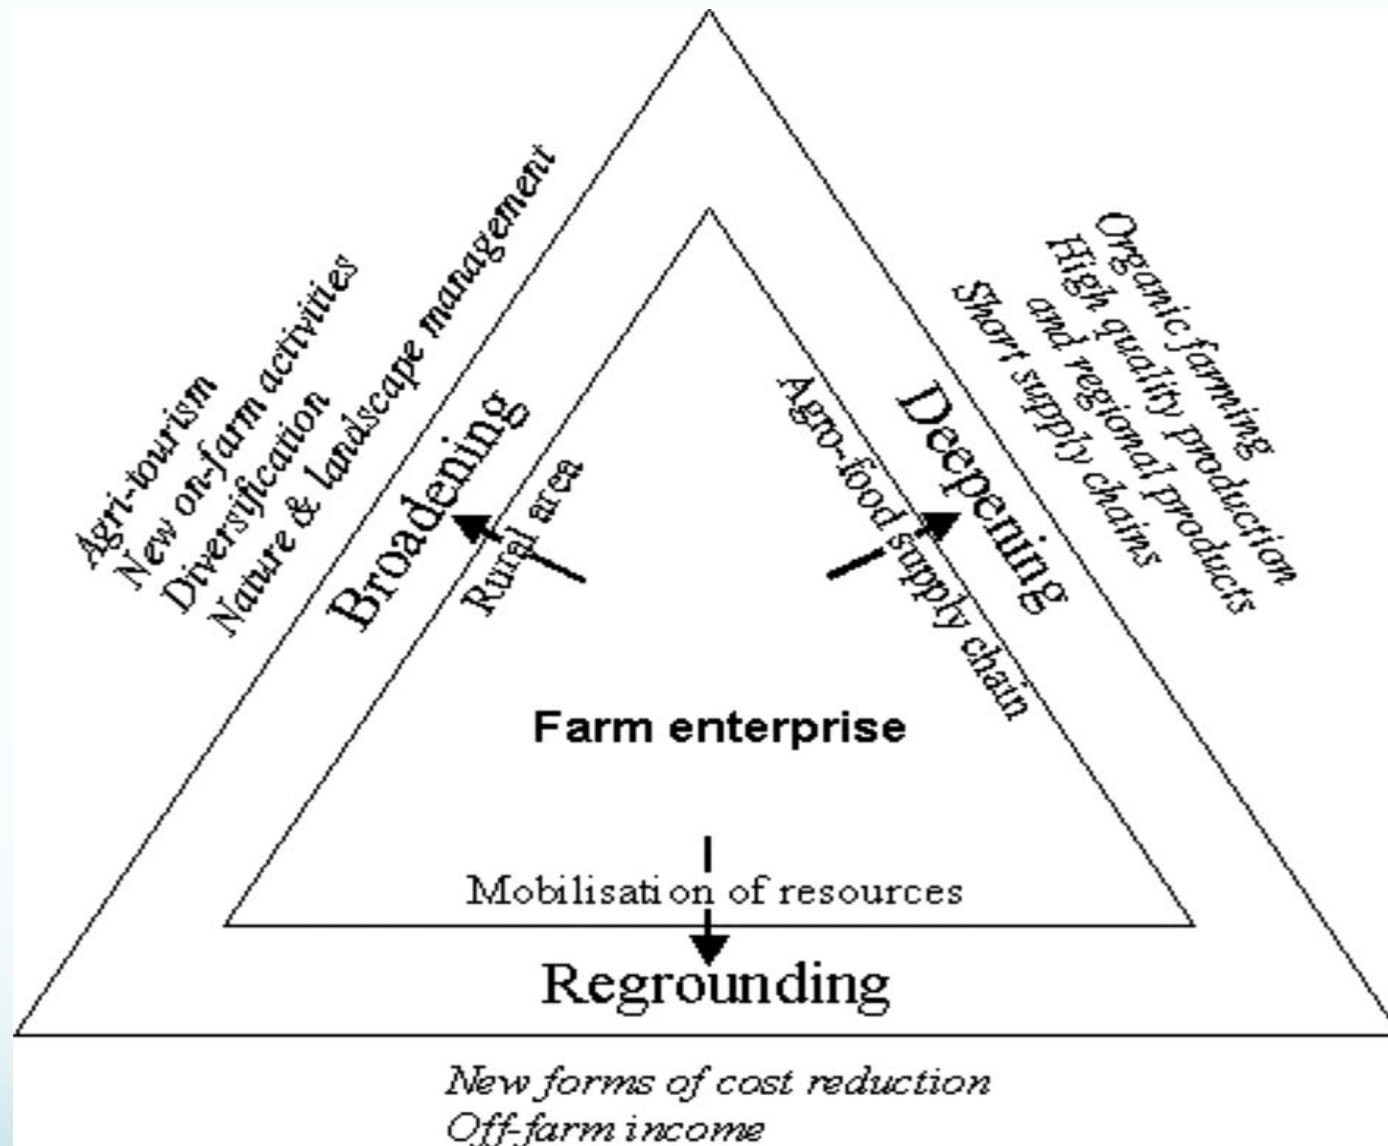 Agri-tourism
New on-farm activities
Diversification
Nature & landscape management
Broadening
Rural area
Organic farming
High quality production
and regional products
Short supply chains
Deepening
Agro-food supply chain
Farm enterprise
Mobilisation of resources
Regrounding
New forms of cost reduction
Off-farm income